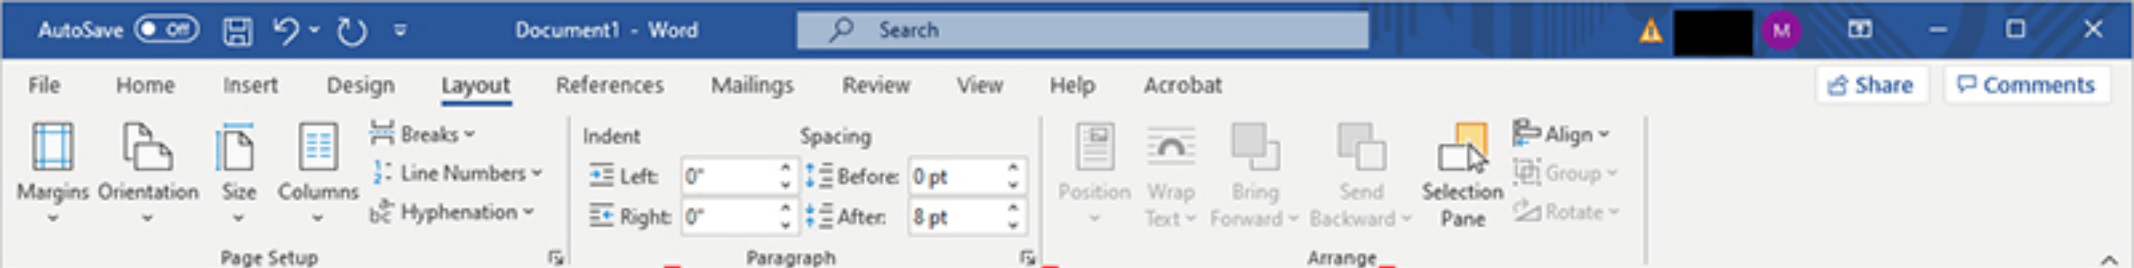 AutoSave Off Document1 - Word Search M
File Home Insert Design Layout References Mailings Review View Help Acrobat Share Comments
Margins Orientation Size Columns
Breaks
Line Numbers
Hyphenation
Page Setup
Indent Spacing
Left: 0" Before: 0 pt
Right: 0" After: 8 pt
Paragraph
Position Wrap Text Bring Forward Send Backward Selection Pane
Align
Group
Rotate
Arrange